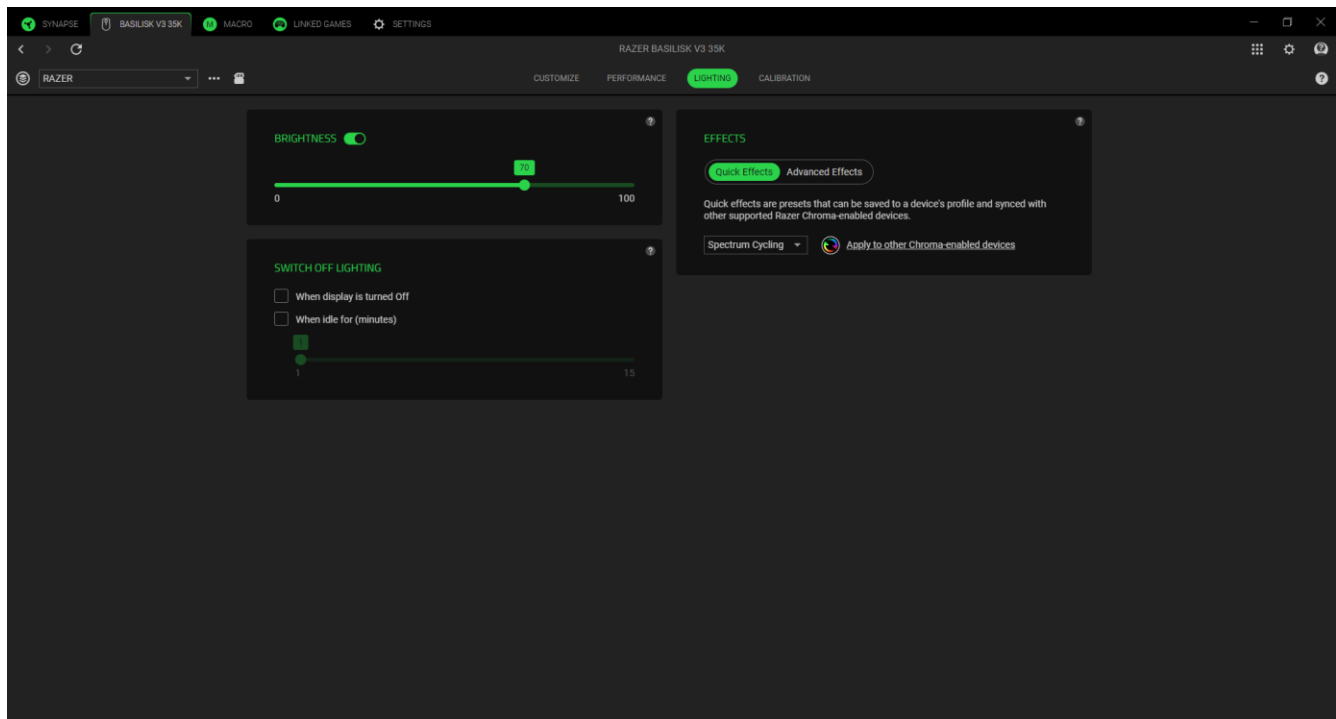 SYNAPSE BASILISK V3 35K MACRO LINKED GAMES SETTINGS
RAZER BASILISK V3 35K
RAZER CUSTOMIZE PERFORMANCE LIGHTING CALIBRATION
BRIGHTNESS
70
0 100
SWITCH OFF LIGHTING
When display is turned Off
When idle for (minutes)
1
1 15
EFFECTS
Quick Effects Advanced Effects
Quick effects are presets that can be saved to a device's profile and synced with
other supported Razer Chroma-enabled devices.
Spectrum Cycling Apply to other Chroma-enabled devices